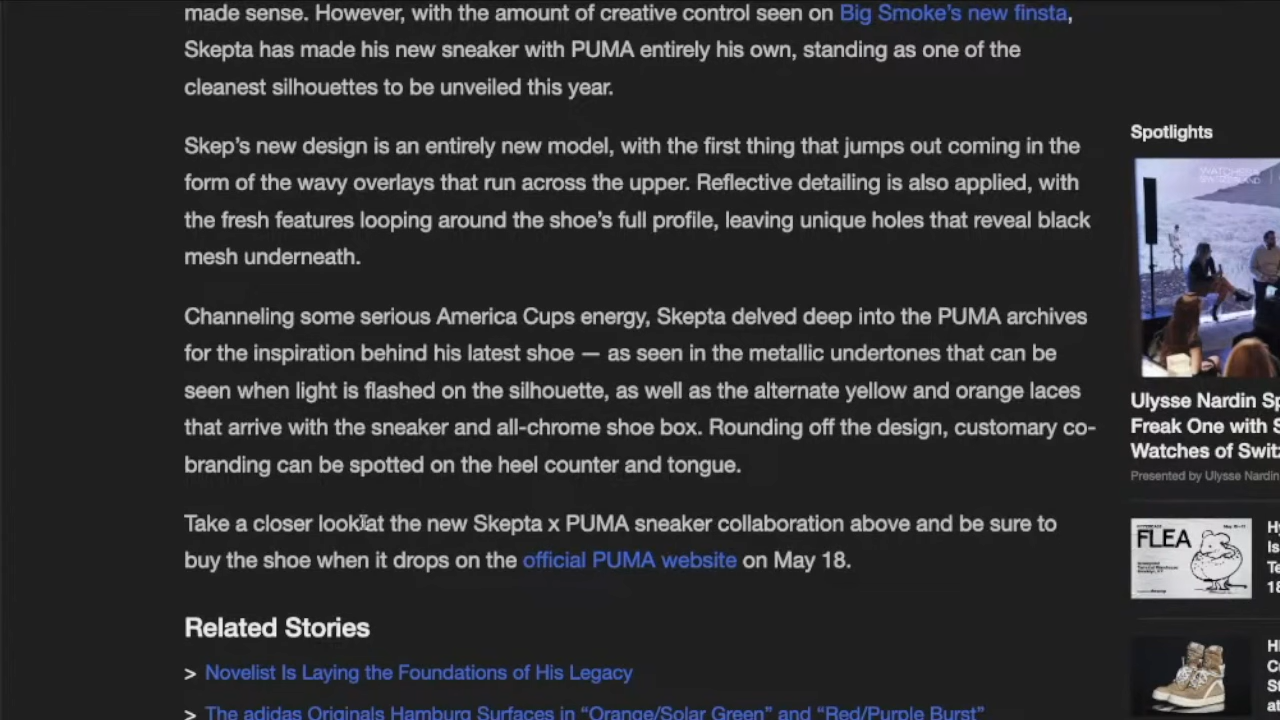 made sense. However, with the amount of creative control seen on Big Smoke's new finsta,
Skepta has made his new sneaker with PUMA entirely his own, standing as one of the
cleanest silhouettes to be unveiled this year.
Skep's new design is an entirely new model, with the first thing that jumps out coming in the
form of the wavy overlays that run across the upper. Reflective detailing is also applied, with
the fresh features looping around the shoe's full profile, leaving unique holes that reveal black
mesh underneath.
Channeling some serious America Cups energy, Skepta delved deep into the PUMA archives
for the inspiration behind his latest shoe — as seen in the metallic undertones that can be
seen when light is flashed on the silhouette, as well as the alternate yellow and orange laces
that arrive with the sneaker and all-chrome shoe box. Rounding off the design, customary co-
branding can be spotted on the heel counter and tongue.
Take a closer look at the new Skepta x PUMA sneaker collaboration above and be sure to
buy the shoe when it drops on the official PUMA website on May 18.
Related Stories
> Novelist Is Laying the Foundations of His Legacy
> The adidas Originals Hamburg Surfaces in “Orange/Solar Green” and “Red/Purple Burst”
Spotlights
Ulysse Nardin Sp
Freak One with S
Watches of Switz
Presented by Ulysse Nardin
FLEA
Hy
Is
Te
18
Hi
C
St
au